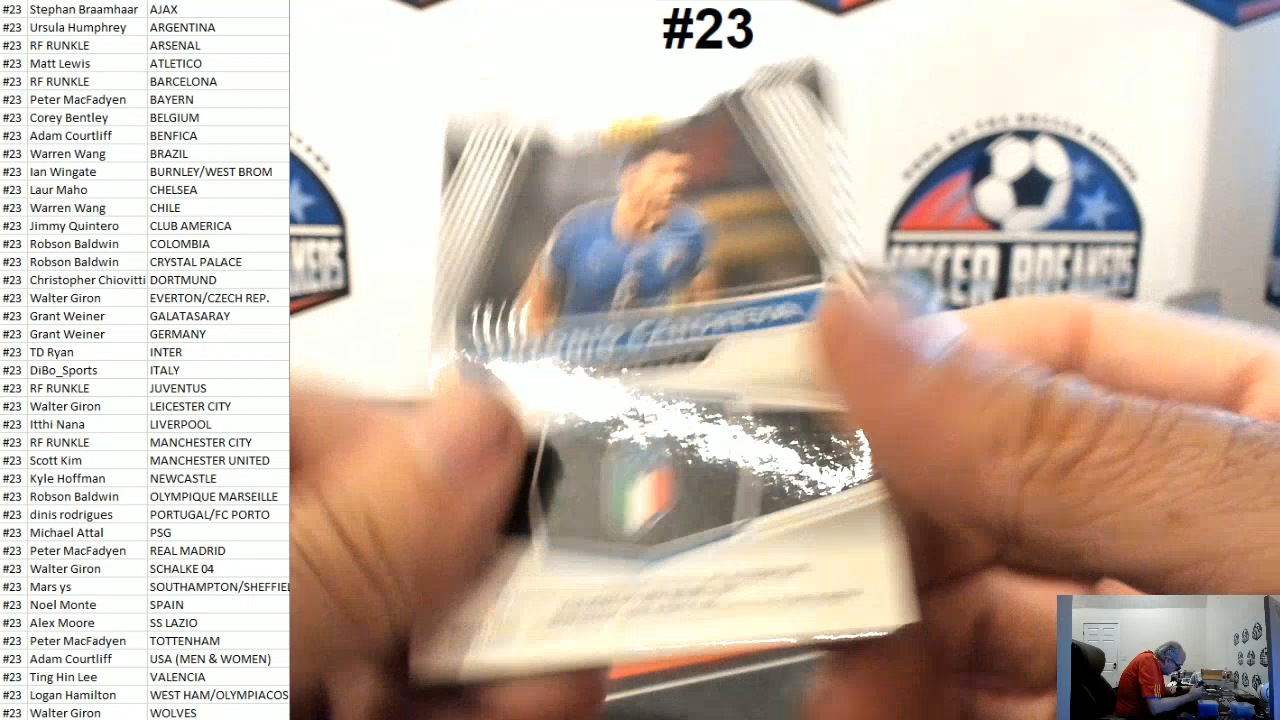 #23 Stephan Braamhaar AJAX
#23 Ursula Humphrey ARGENTINA
#23 RF RUNKLE ARSENAL
#23 Matt Lewis ATLETICO
#23 RF RUNKLE BARCELONA
#23 Peter MacFadyen BAYERN
#23 Corey Bentley BELGIUM
#23 Adam Courtliff BENFICA
#23 Warren Wang BRAZIL
#23 Ian Wingate BURNLEY/WEST BROM
#23 Laur Maho CHELSEA
#23 Warren Wang CHILE
#23 Jimmy Quintero CLUB AMERICA
#23 Robson Baldwin COLOMBIA
#23 Robson Baldwin CRYSTAL PALACE
#23 Christopher Chiovitti DORTMUND
#23 Walter Giron EVERTON/CZECH REP.
#23 Grant Weiner GALATASARAY
#23 Grant Weiner GERMANY
#23 TD Ryan INTER
#23 DiBo_Sports ITALY
#23 RF RUNKLE JUVENTUS
#23 Walter Giron LEICESTER CITY
#23 Itthi Nana LIVERPOOL
#23 RF RUNKLE MANCHESTER CITY
#23 Scott Kim MANCHESTER UNITED
#23 Kyle Hoffman NEWCASTLE
#23 Robson Baldwin OLYMPIQUE MARSEILLE
#23 dinis rodrigues PORTUGAL/FC PORTO
#23 Michael Attal PSG
#23 Peter MacFadyen REAL MADRID
#23 Walter Giron SCHALKE 04
#23 Mars ys SOUTHAMPTON/SHEFFIEL
#23 Noel Monte SPAIN
#23 Alex Moore SS LAZIO
#23 Peter MacFadyen TOTTENHAM
#23 Adam Courtliff USA (MEN & WOMEN)
#23 Ting Hin Lee VALENCIA
#23 Logan Hamilton WEST HAM/OLYMPIACOS
#23 Walter Giron WOLVES
#23
SOCCER BREAKERS